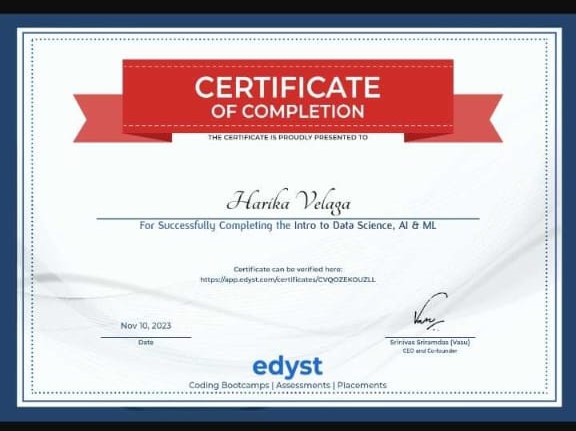 CERTIFICATE
OF COMPLETION
THE CERTIFICATE IS PROUDLY PRESENTED TO
Harika Velaga
For Successfully Completing the Intro to Data Science, AI & ML
Certificate can be verified here:
https://app.edyst.com/certificates/CVQOZEKOUZLL
Nov 10, 2023
Date
Vasu
Srinivas Sriramdas (Vasu)
CEO and Co-founder
edyst
Coding Bootcamps | Assessments | Placements